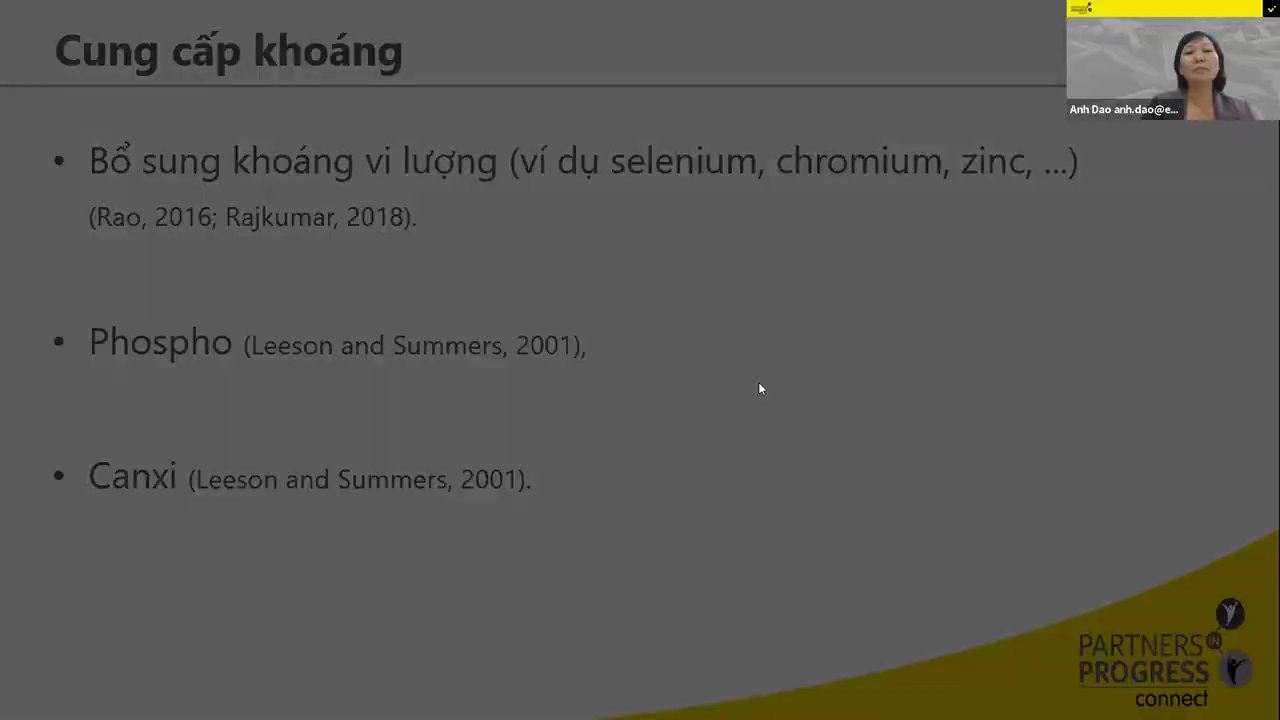 Cung cấp khoáng
Anh Dao anh.dao@e...
• Bổ sung khoáng vi lượng (ví dụ selenium, chromium, zinc, ...)
(Rao, 2016; Rajkumar, 2018).
• Phospho (Leeson and Summers, 2001),
• Canxi (Leeson and Summers, 2001).
PARTNERS IN
PROGRESS
connect